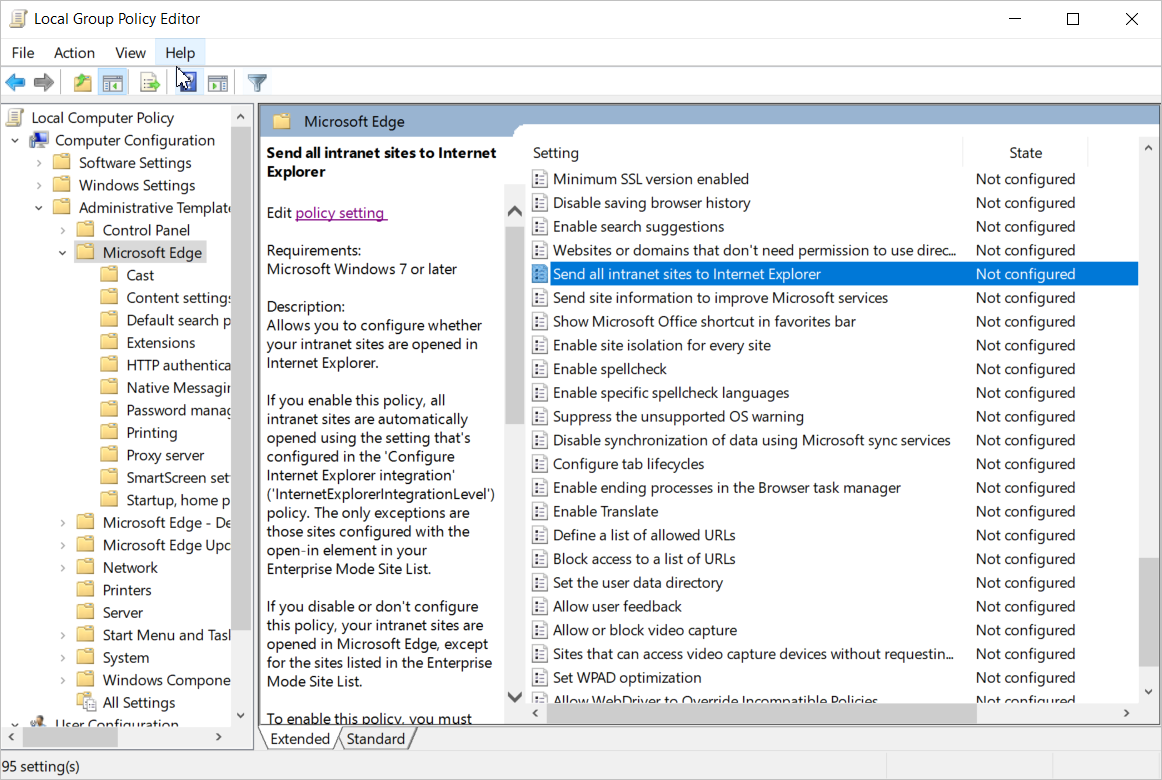 Local Group Policy Editor
File Action View Help
Local Computer Policy
Computer Configuration
Software Settings
Windows Settings
Administrative Template
Control Panel
Microsoft Edge
Cast
Content settings
Default search p
Extensions
HTTP authentica
Native Messagin
Password manag
Printing
Proxy server
SmartScreen set
Startup, home p
Microsoft Edge - De
Microsoft Edge Upd
Network
Printers
Server
Start Menu and Task
System
Windows Compone
All Settings
User Configuration
Microsoft Edge
Send all intranet sites to Internet
Explorer
Edit policy setting
Requirements:
Microsoft Windows 7 or later
Description:
Allows you to configure whether
your intranet sites are opened in
Internet Explorer.
If you enable this policy, all
intranet sites are automatically
opened using the setting that's
configured in the 'Configure
Internet Explorer integration'
('InternetExplorerIntegrationLevel')
policy. The only exceptions are
those sites configured with the
open-in element in your
Enterprise Mode Site List.
If you disable or don't configure
this policy, your intranet sites are
opened in Microsoft Edge, except
for the sites listed in the Enterprise
Mode Site List.
To enable this policy, you must
Setting State
Minimum SSL version enabled Not configured
Disable saving browser history Not configured
Enable search suggestions Not configured
Websites or domains that don't need permission to use direc... Not configured
Send all intranet sites to Internet Explorer Not configured
Send site information to improve Microsoft services Not configured
Show Microsoft Office shortcut in favorites bar Not configured
Enable site isolation for every site Not configured
Enable spellcheck Not configured
Enable specific spellcheck languages Not configured
Suppress the unsupported OS warning Not configured
Disable synchronization of data using Microsoft sync services Not configured
Configure tab lifecycles Not configured
Enable ending processes in the Browser task manager Not configured
Enable Translate Not configured
Define a list of allowed URLs Not configured
Block access to a list of URLs Not configured
Set the user data directory Not configured
Allow user feedback Not configured
Allow or block video capture Not configured
Sites that can access video capture devices without requestin... Not configured
Set WPAD optimization Not configured
Allow WebDriver to Override Incompatible Policies Not configured
Extended Standard
95 setting(s)